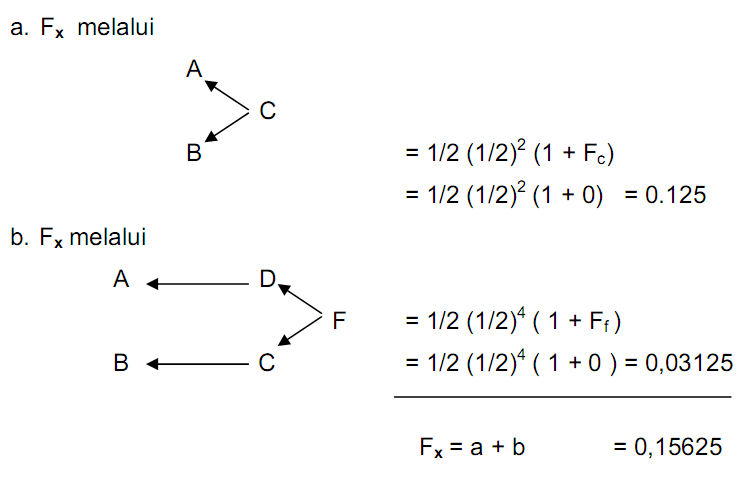 a. Fₓ melalui
A
C
B
= 1/2 (1/2)² (1 + F꜀)
= 1/2 (1/2)² (1 + 0) = 0.125
b. Fₓ melalui
A D
F
= 1/2 (1/2)⁴ ( 1 + Ff )
B C
= 1/2 (1/2)⁴ ( 1 + 0 ) = 0,03125
Fₓ = a + b = 0,15625